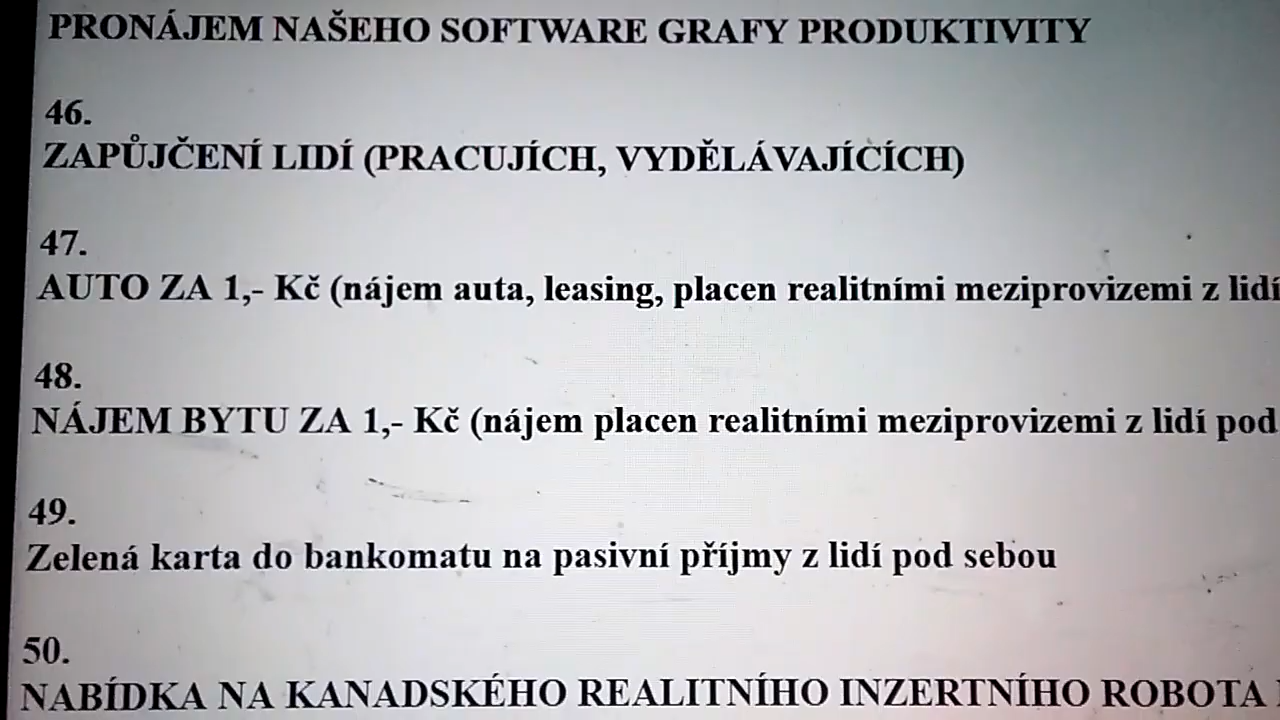 PRONÁJEM NAŠEHO SOFTWARE GRAFY PRODUKTIVITY
46.
ZAPŮJČENÍ LIDÍ (PRACUJÍCH, VYDĚLÁVAJÍCÍCH)
47.
AUTO ZA 1,- Kč (nájem auta, leasing, placen realitními meziprovizemi z lidí
48.
NÁJEM BYTU ZA 1,- Kč (nájem placen realitními meziprovizemi z lidí pod
49.
Zelená karta do bankomatu na pasivní příjmy z lidí pod sebou
50.
NABÍDKA NA KANADSKÉHO REALITNÍHO INZERTNÍHO ROBOTA